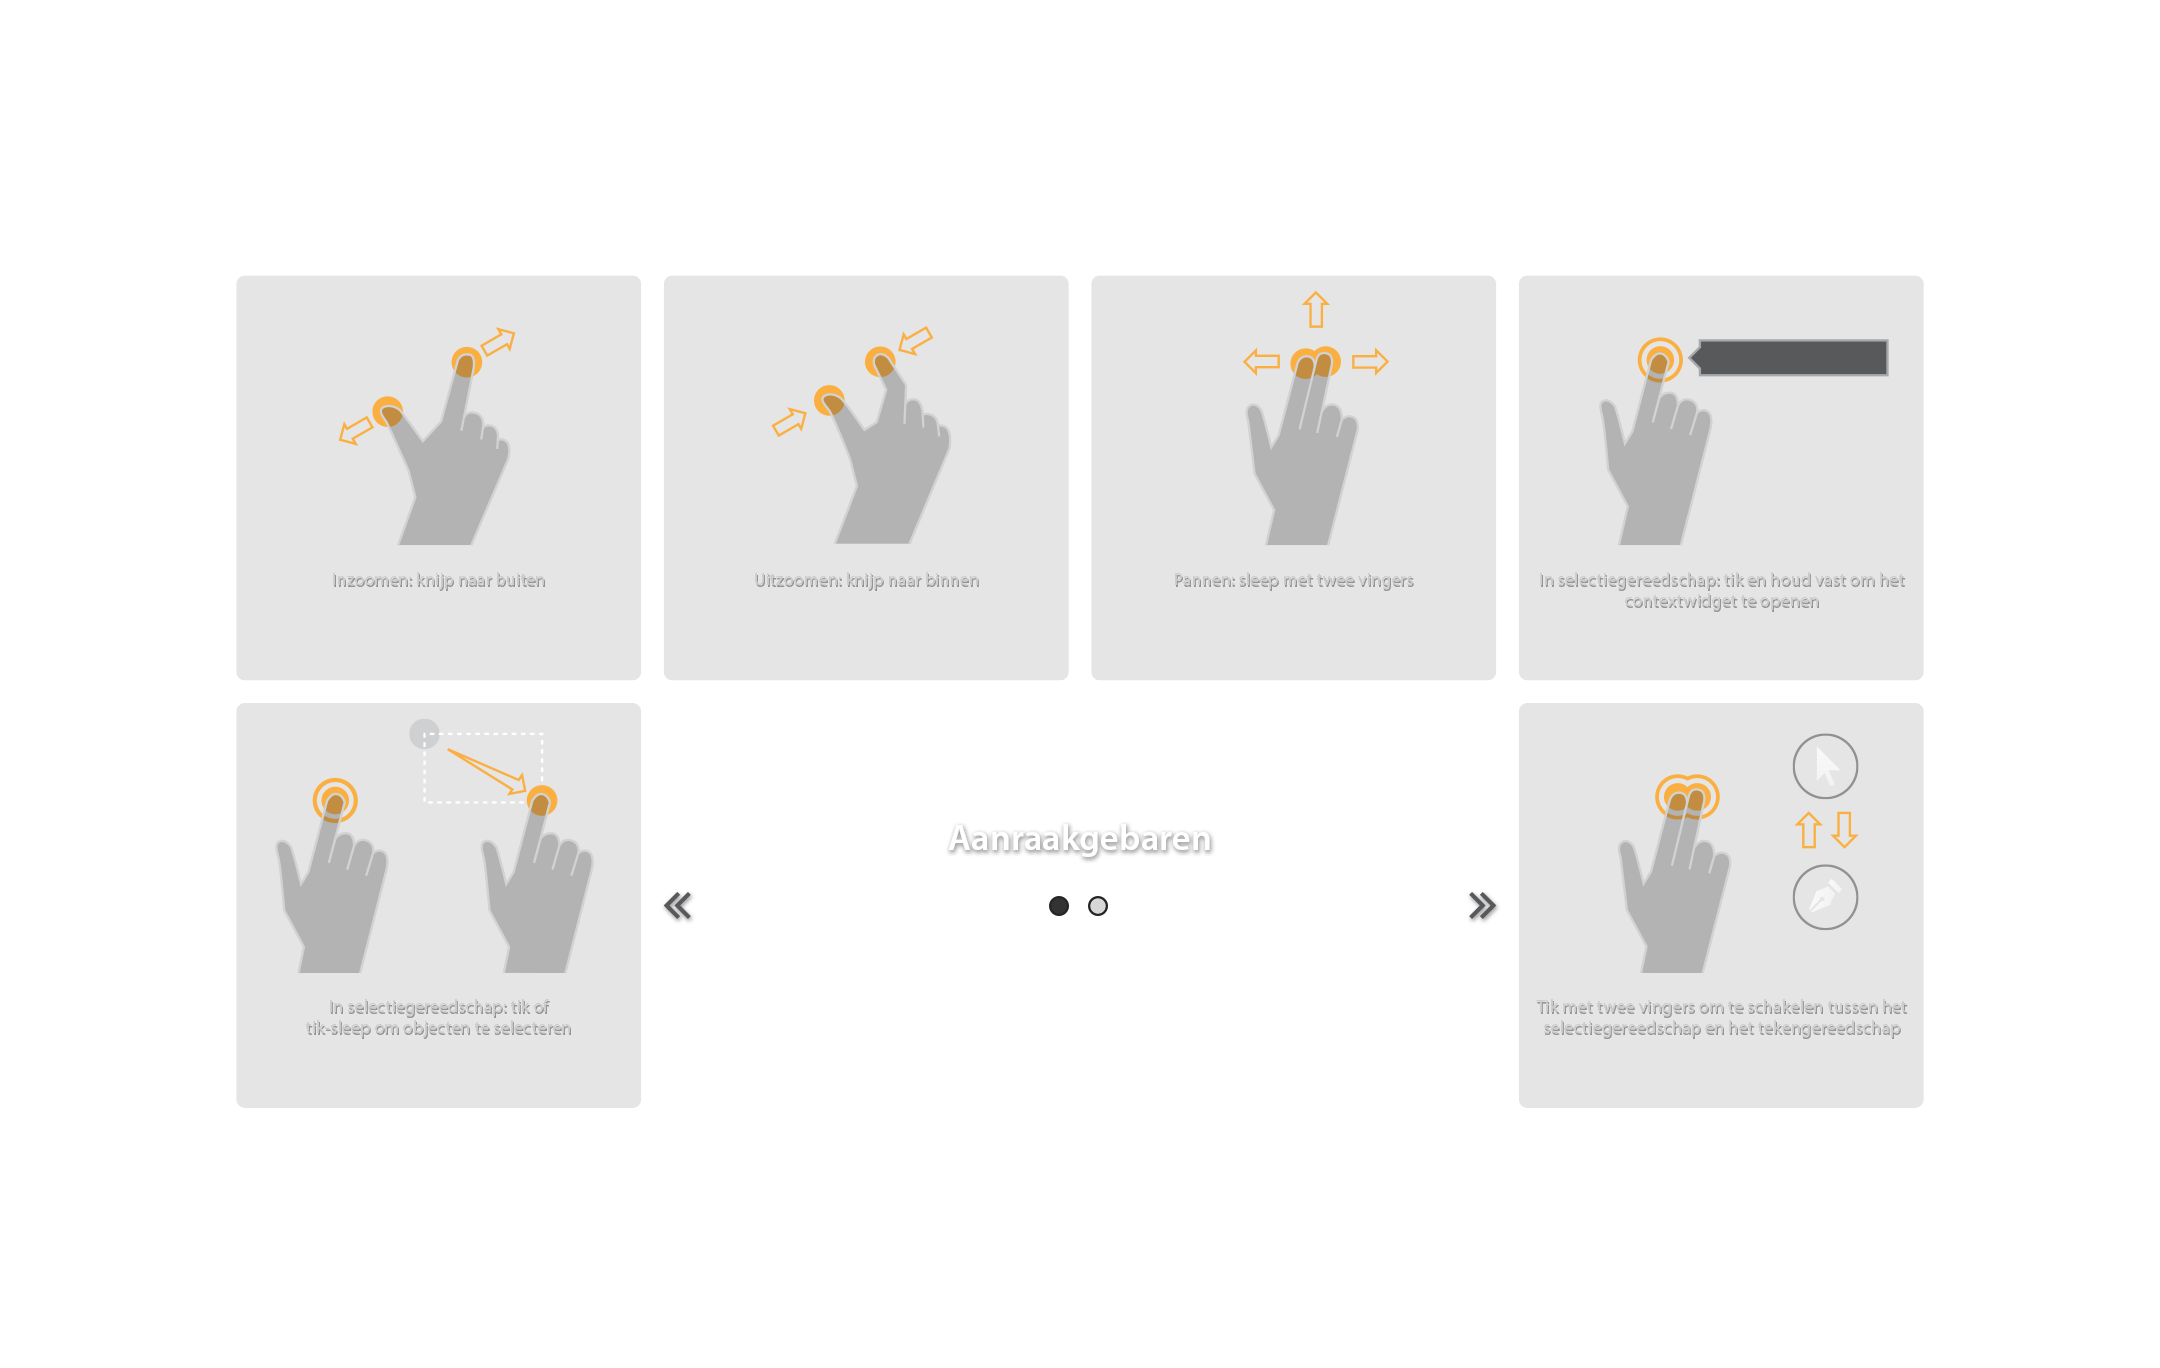 Inzoomen: knijp naar buiten
Uitzoomen: knijp naar binnen
Pannen: sleep met twee vingers
In selectiegereedschap: tik en houd vast om het
contextwidget te openen
In selectiegereedschap: tik of
tik-sleep om objecten te selecteren
Aanraakgebaren
Tik met twee vingers om te schakelen tussen het
selectiegereedschap en het tekengereedschap